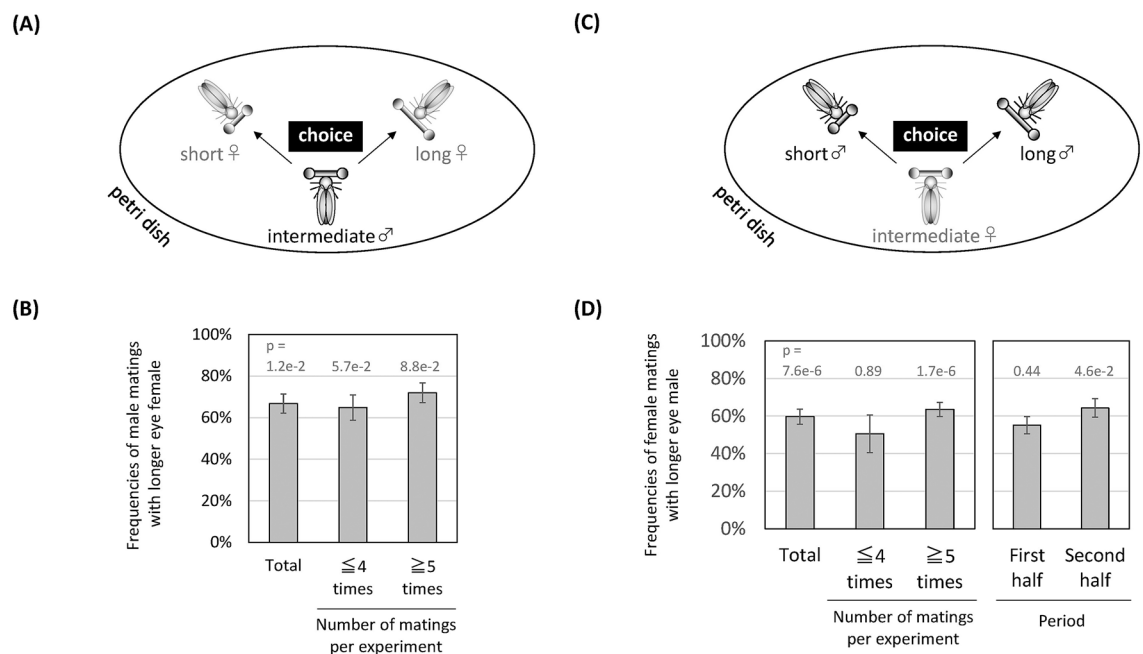 (A)
choice
short♀
long♀
intermediate♂
petri dish
(B)
Frequencies of male matings
with longer eye female
100%
80%
60%
40%
20%
0%
p =
1.2e-2 5.7e-2 8.8e-2
Total ≦4 ≧5
times times
Number of matings
per experiment
(C)
choice
short♂
long♂
intermediate♀
petri dish
(D)
Frequencies of female matings
with longer eye male
100%
80%
60%
40%
20%
0%
p =
7.6e-6 0.89 1.7e-6
0.44 4.6e-2
Total ≦4 ≧5
times times
Number of matings
per experiment
First Second
half half
Period